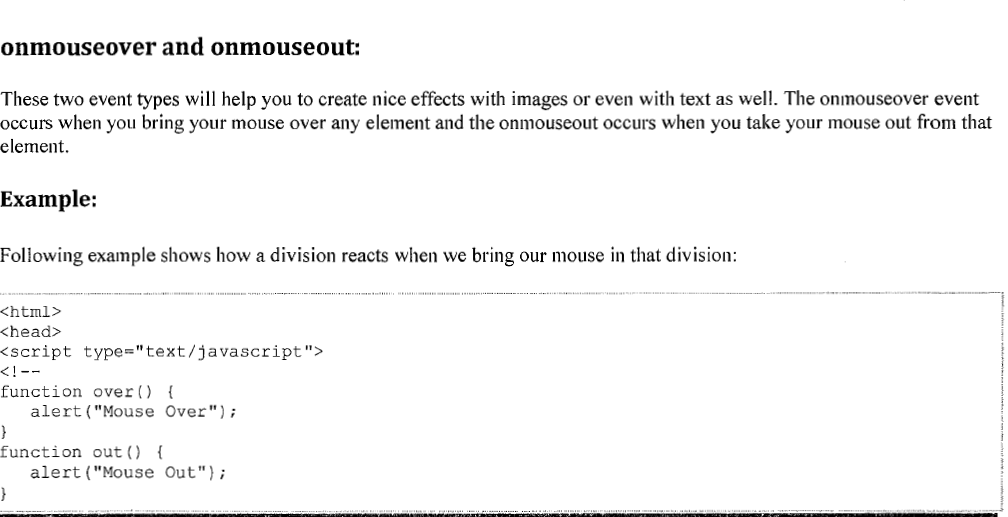 onmouseover and onmouseout:
These two event types will help you to create nice effects with images or even with text as well. The onmouseover event
occurs when you bring your mouse over any element and the onmouseout occurs when you take your mouse out from that
element.
Example:
Following example shows how a division reacts when we bring our mouse in that division:
<html>
<head>
<script type="text/javascript">
<!--
function over() {
   alert("Mouse Over");
}
function out() {
   alert("Mouse Out");
}